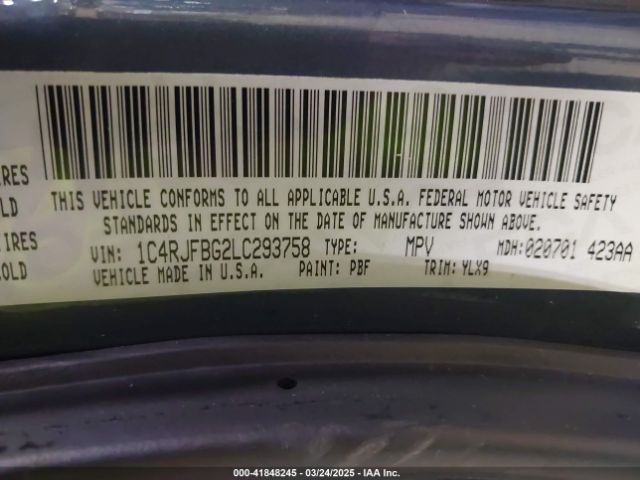 THIS VEHICLE CONFORMS TO ALL APPLICABLE U.S.A. FEDERAL MOTOR VEHICLE SAFETY
IRES
OLD
STANDARDS IN EFFECT ON THE DATE OF MANUFACTURE SHOWN ABOVE.
IRES
VIN: 1C4RJFBG2LC293758 TYPE: MPV MDH:020701 423AA
OLD
VEHICLE MADE IN U.S.A. PAINT: PBF TRIM: YLX9
000-41848245 - 03/24/2025 - IAA Inc.